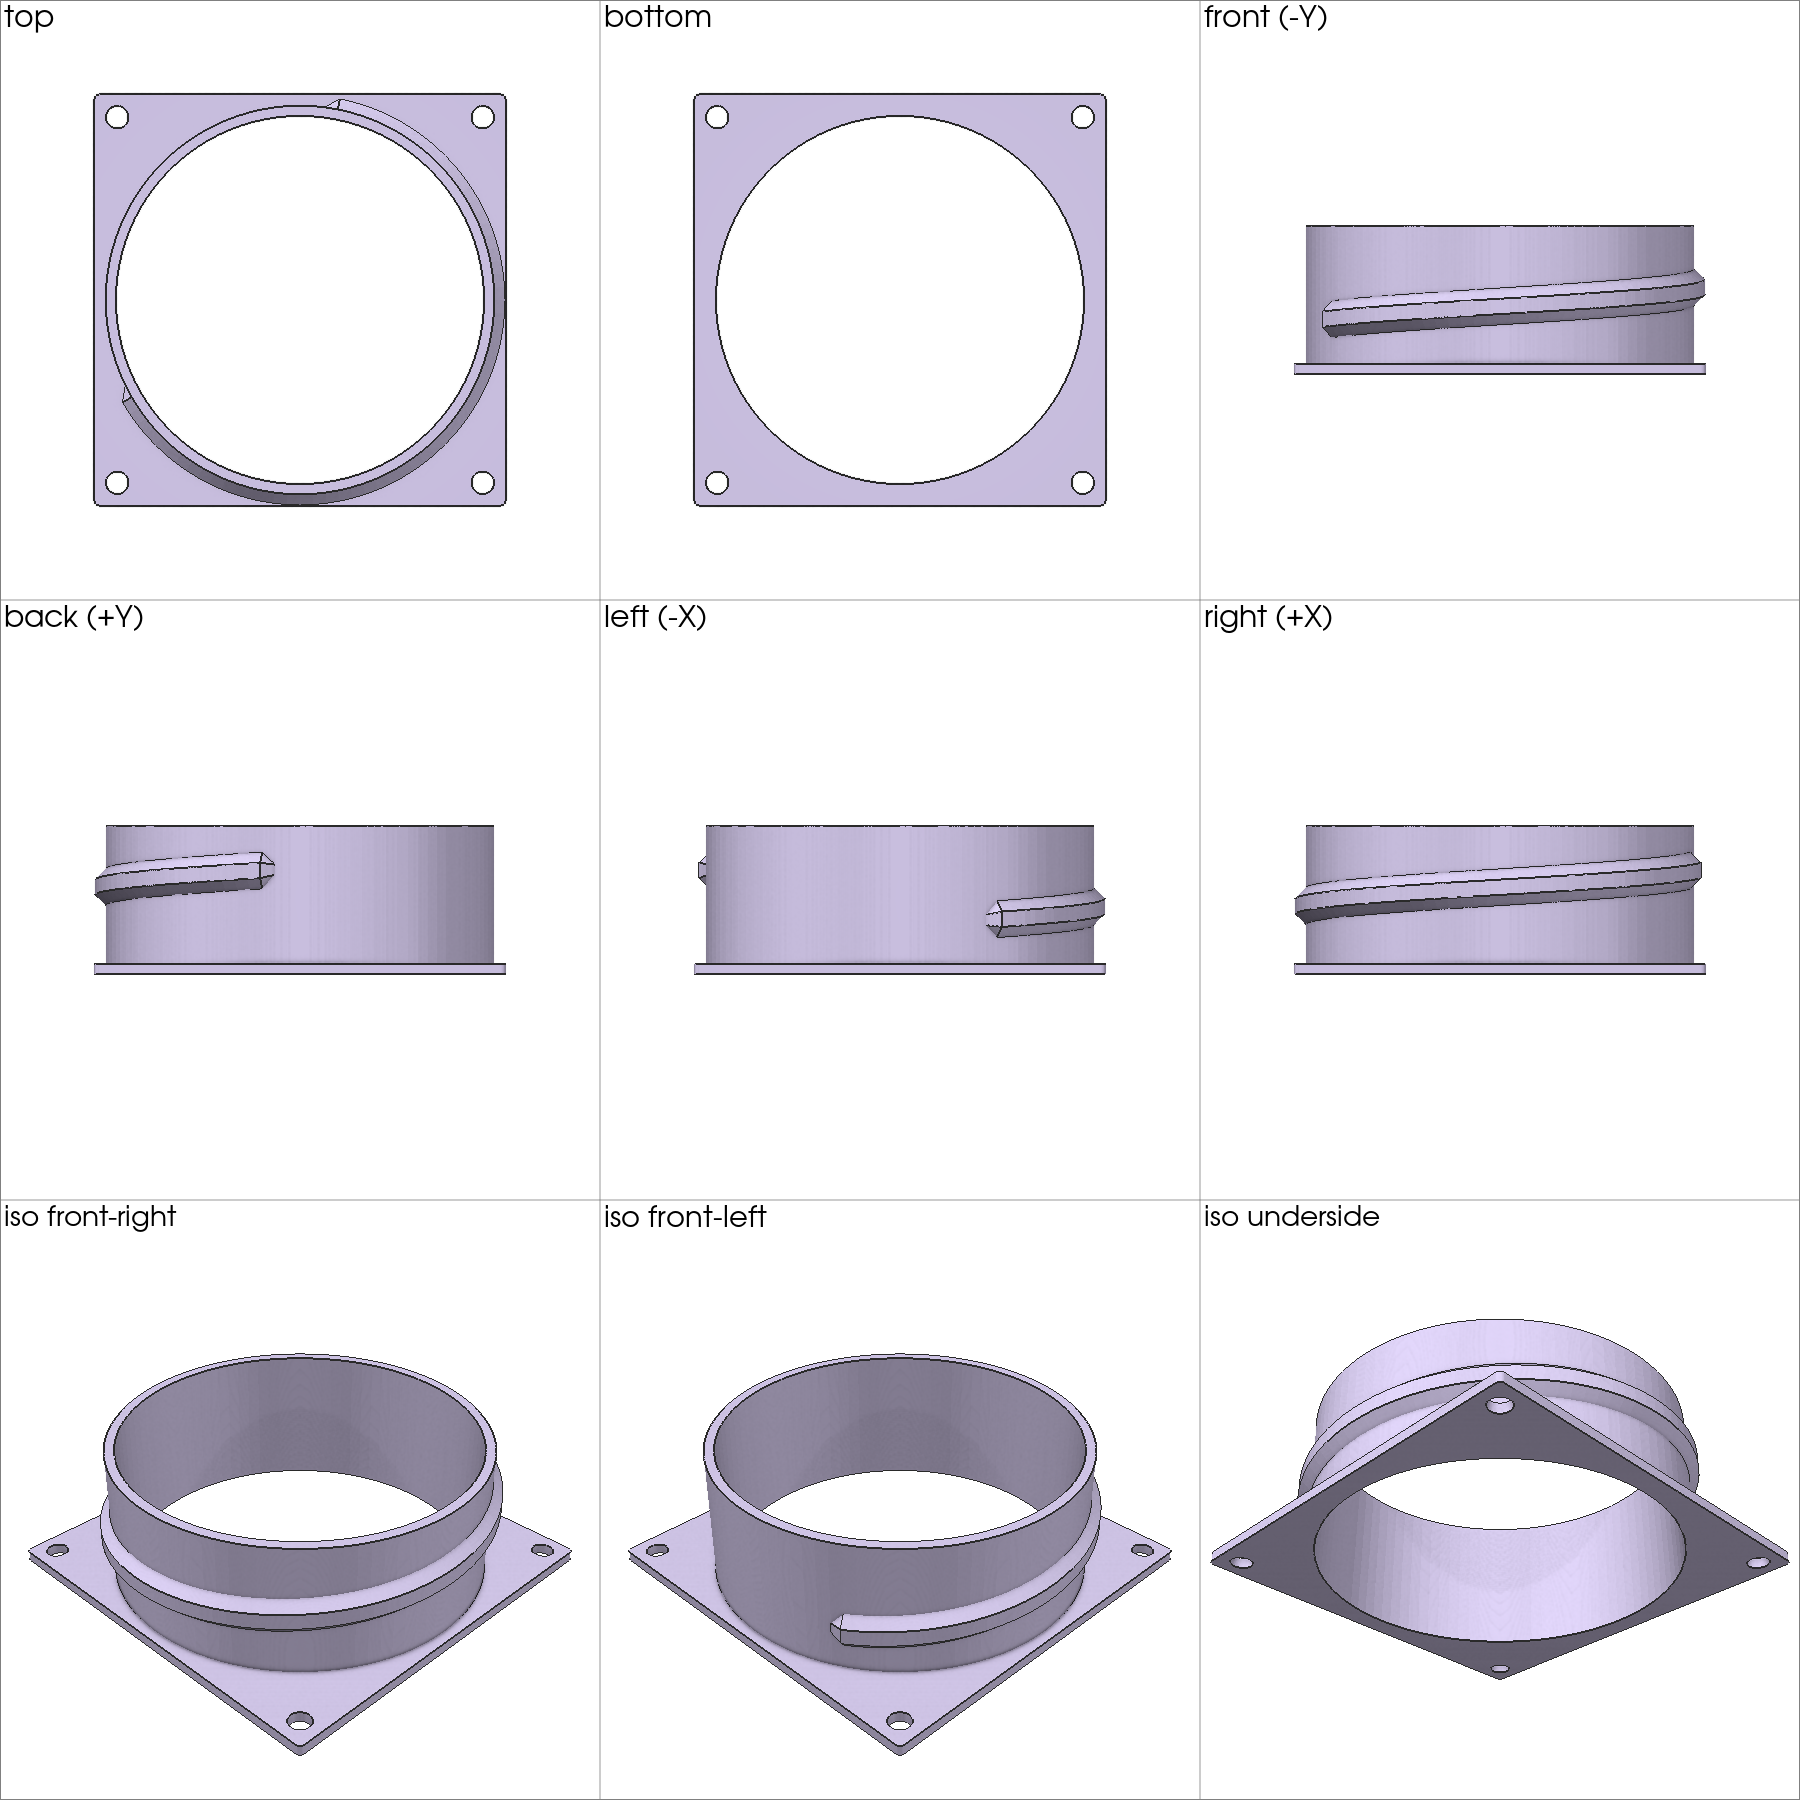 top
bottom
front (-Y)
back (+Y)
left (-X)
right (+X)
iso front-right
iso front-left
iso underside